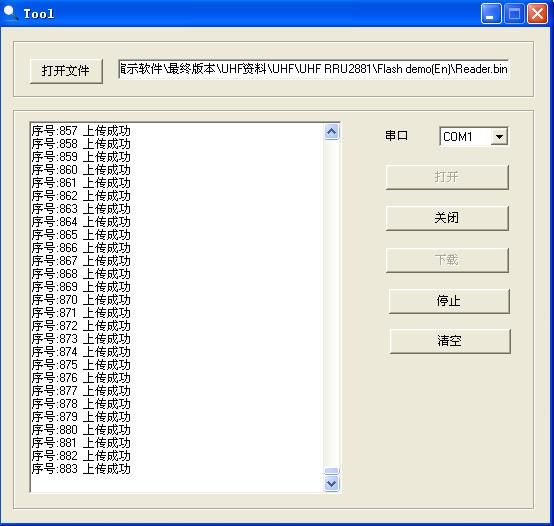 Tool
打开文件
演示软件\最终版本\UHF资料\UHF\UHF RRU2881\Flash demo(En)\Reader.bin
序号:857 上传成功
序号:858 上传成功
序号:859 上传成功
序号:860 上传成功
序号:861 上传成功
序号:862 上传成功
序号:863 上传成功
序号:864 上传成功
序号:865 上传成功
序号:866 上传成功
序号:867 上传成功
序号:868 上传成功
序号:869 上传成功
序号:870 上传成功
序号:871 上传成功
序号:872 上传成功
序号:873 上传成功
序号:874 上传成功
序号:875 上传成功
序号:876 上传成功
序号:877 上传成功
序号:878 上传成功
序号:879 上传成功
序号:880 上传成功
序号:881 上传成功
序号:882 上传成功
序号:883 上传成功
串口
COM1
打开
关闭
下载
停止
清空